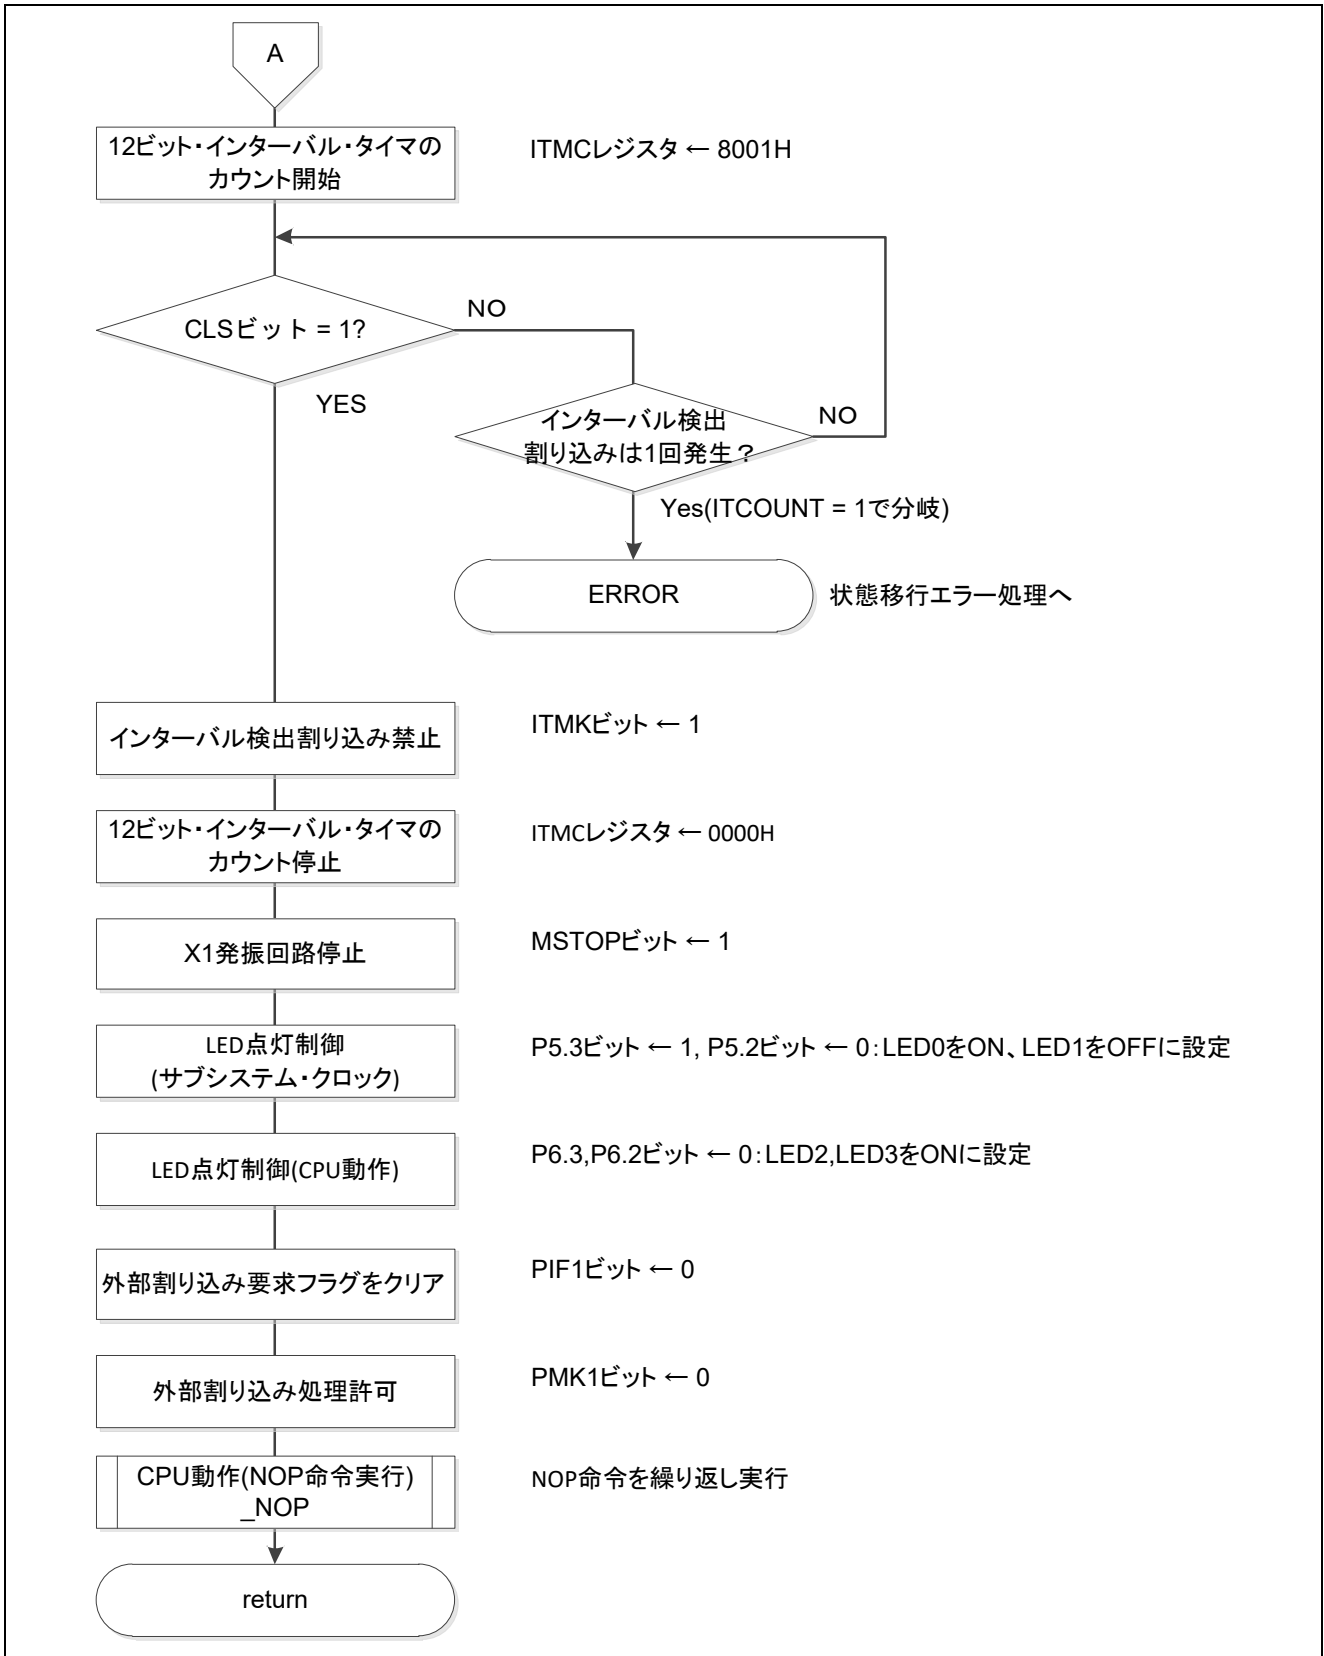 A
12ビット・インターバル・タイマの
カウント開始
ITMCレジスタ ← 8001H
CLSビット = 1?
NO
YES
インターバル検出
割り込みは1回発生？
NO
Yes(ITCOUNT = 1で分岐)
ERROR
状態移行エラー処理へ
インターバル検出割り込み禁止
ITMKビット ← 1
12ビット・インターバル・タイマの
カウント停止
ITMCレジスタ ← 0000H
X1発振回路停止
MSTOPビット ← 1
LED点灯制御
(サブシステム・クロック)
P5.3ビット ← 1, P5.2ビット ← 0：LED0をON、LED1をOFFに設定
LED点灯制御(CPU動作)
P6.3,P6.2ビット ← 0：LED2,LED3をONに設定
外部割り込み要求フラグをクリア
PIF1ビット ← 0
外部割り込み処理許可
PMK1ビット ← 0
CPU動作(NOP命令実行)
_NOP
NOP命令を繰り返し実行
return